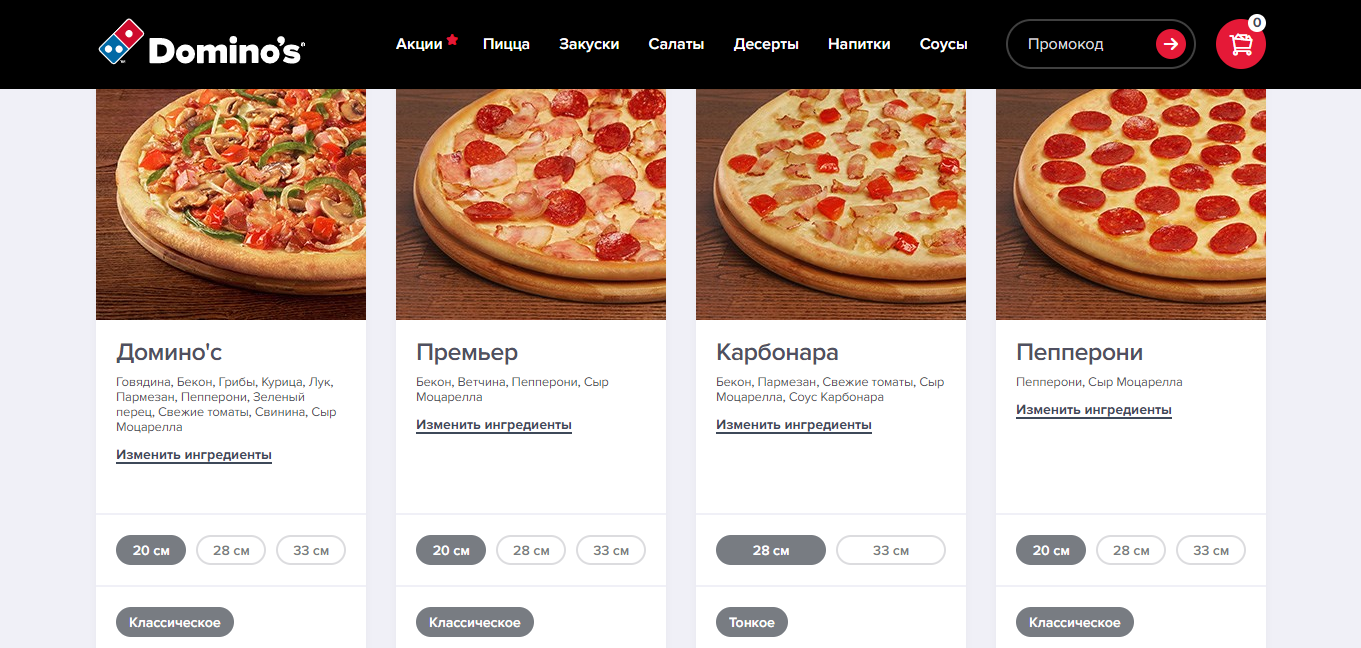 Domino's
Акции
Пицца
Закуски
Салаты
Десерты
Напитки
Соусы
Промокод
0
Домино'с
Говядина, Бекон, Грибы, Курица, Лук,
Пармезан, Пепперони, Зеленый
перец, Свежие томаты, Свинина, Сыр
Моцарелла
Изменить ингредиенты
20 см
28 см
33 см
Классическое
Премьер
Бекон, Ветчина, Пепперони, Сыр
Моцарелла
Изменить ингредиенты
20 см
28 см
33 см
Классическое
Карбонара
Бекон, Пармезан, Свежие томаты, Сыр
Моцарелла, Соус Карбонара
Изменить ингредиенты
28 см
33 см
Тонкое
Пепперони
Пепперони, Сыр Моцарелла
Изменить ингредиенты
20 см
28 см
33 см
Классическое